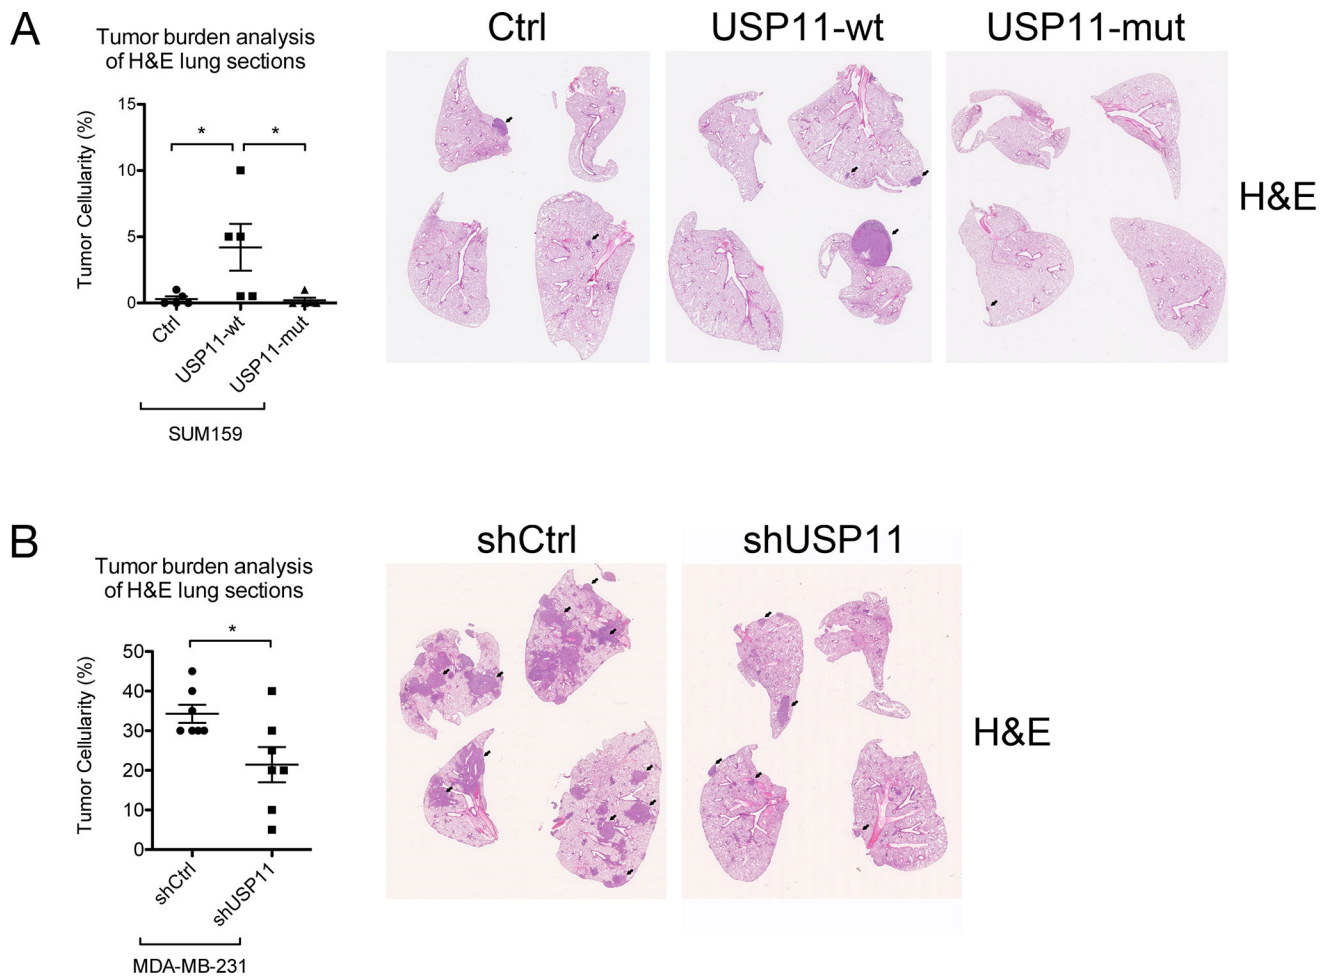 A
Tumor burden analysis
of H&E lung sections
Tumor Cellularity (%)
15
10
5
0
*
*
Ctrl
USP11-wt
USP11-mut
SUM159
Ctrl
USP11-wt
USP11-mut
H&E
B
Tumor burden analysis
of H&E lung sections
Tumor Cellularity (%)
50
40
30
20
10
0
*
shCtrl
shUSP11
MDA-MB-231
shCtrl
shUSP11
H&E